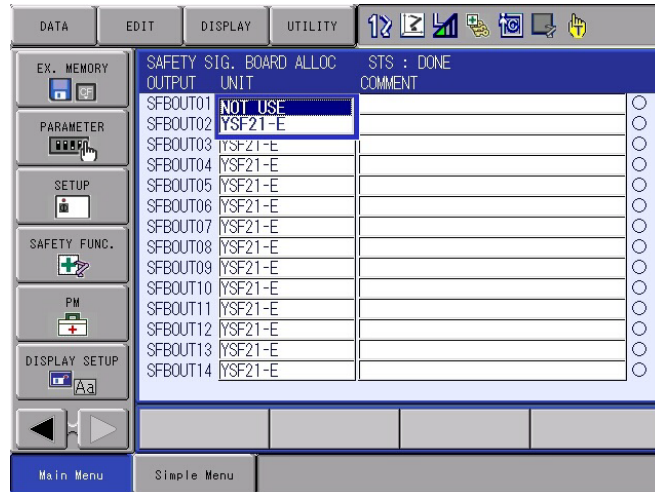 DATA EDIT DISPLAY UTILITY
EX. MEMORY
CF
PARAMETER
SETUP
SAFETY FUNC.
PM
DISPLAY SETUP
Aa
SAFETY SIG. BOARD ALLOC STS : DONE
OUTPUT UNIT COMMENT
SFBOUT01 NOT USE
SFBOUT02 YSF21-E
SFBOUT03 YSF21-E
SFBOUT04 YSF21-E
SFBOUT05 YSF21-E
SFBOUT06 YSF21-E
SFBOUT07 YSF21-E
SFBOUT08 YSF21-E
SFBOUT09 YSF21-E
SFBOUT10 YSF21-E
SFBOUT11 YSF21-E
SFBOUT12 YSF21-E
SFBOUT13 YSF21-E
SFBOUT14 YSF21-E
Main Menu Simple Menu